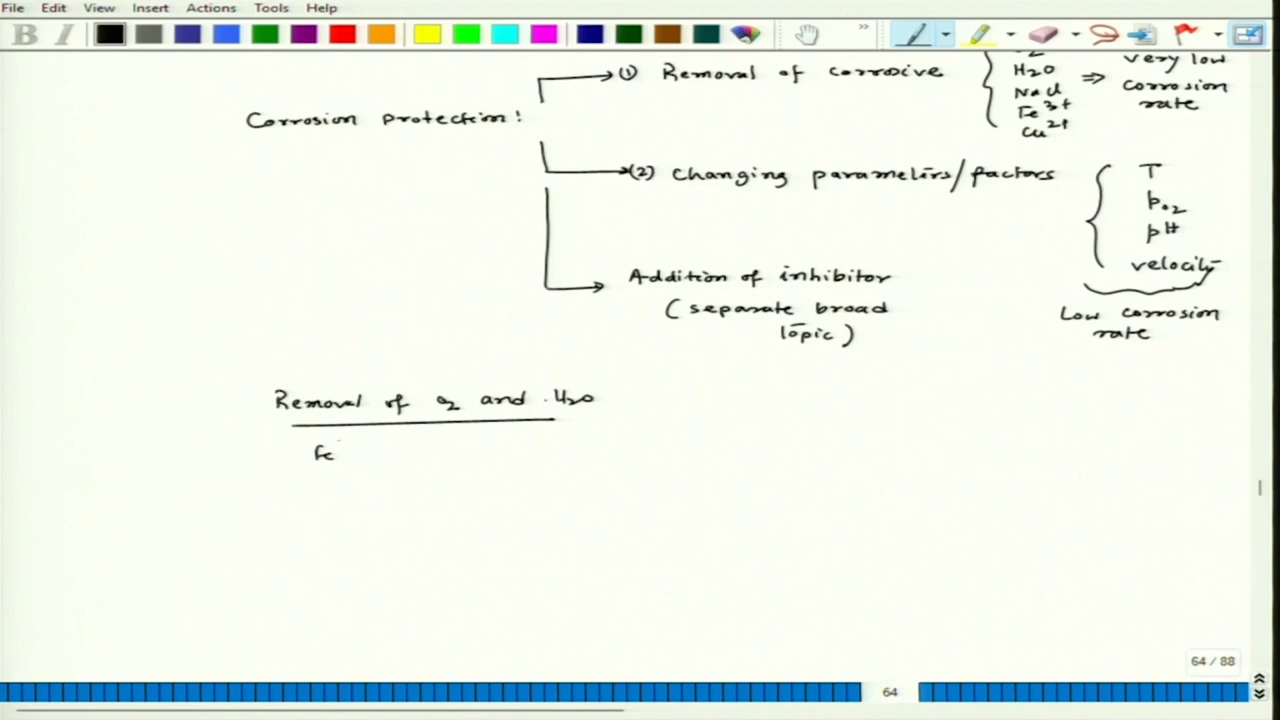 File Edit View Insert Actions Tools Help
B I
(1) Removal of corrosive
H2O
NaCl
Fe3+
Cu2+
⇒ very low
corrosion
rate
Corrosion protection:
(2) Changing parameters/factors
T
pO2
pH
velocity
Low corrosion
rate
Addition of inhibitor
(separate broad
topic)
Removal of O2 and H2O
Fe
64 / 88
64